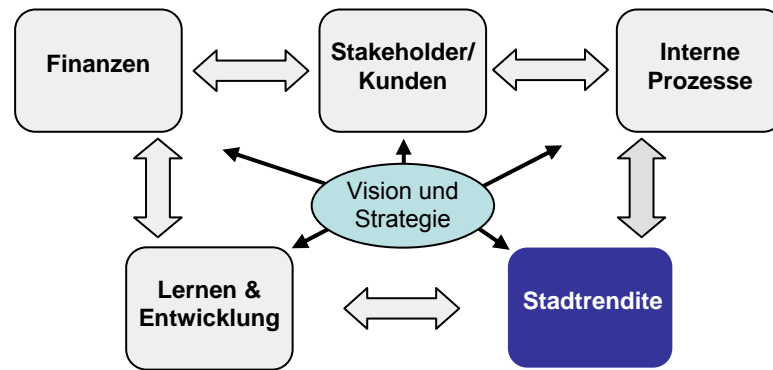 Finanzen
Stakeholder/
Kunden
Interne
Prozesse
Vision und
Strategie
Lernen &
Entwicklung
Stadtrendite